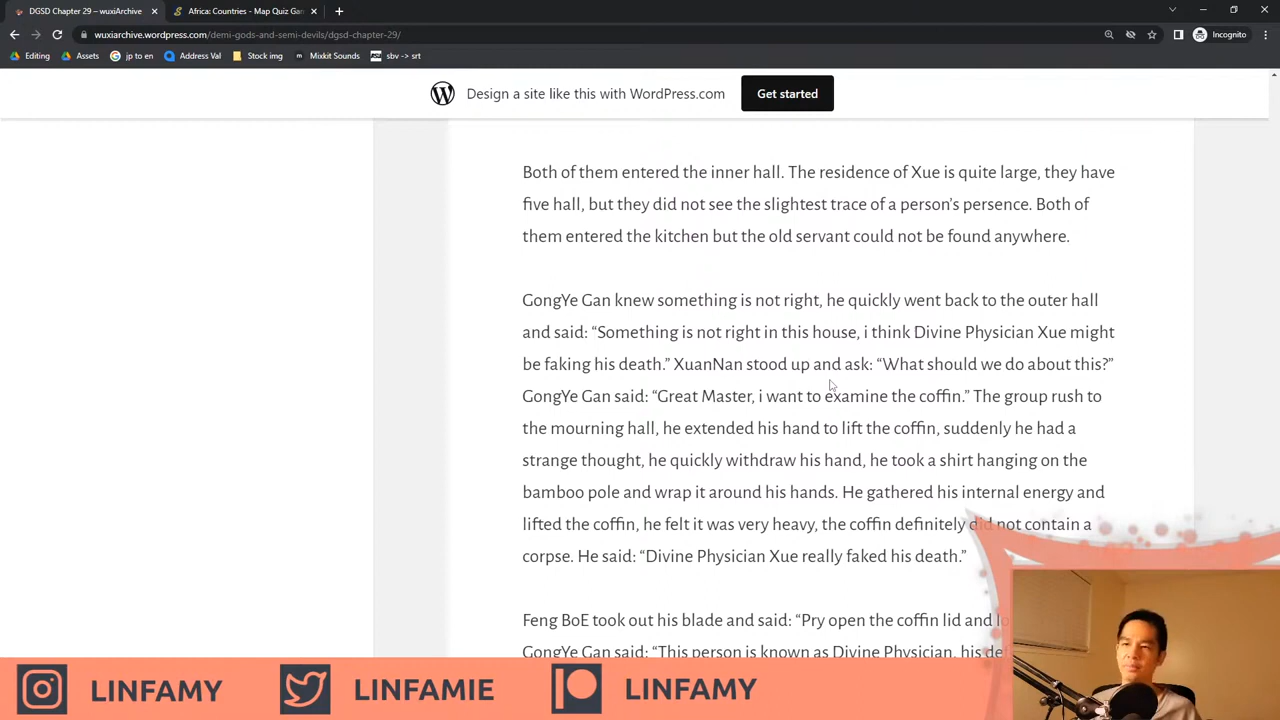 DGSD Chapter 29 – wuxiArchive
Africa: Countries - Map Quiz Gam
Incognito
wuxiarchive.wordpress.com/demi-gods-and-semi-devils/dgsd-chapter-29/
Editing
Assets
jp to en
Address Val
Stock img
Mixkit Sounds
sbv -> srt
Design a site like this with WordPress.com
Get started
Both of them entered the inner hall. The residence of Xue is quite large, they have
five hall, but they did not see the slightest trace of a person’s persence. Both of
them entered the kitchen but the old servant could not be found anywhere.
GongYe Gan knew something is not right, he quickly went back to the outer hall
and said: “Something is not right in this house, i think Divine Physician Xue might
be faking his death.” XuanNan stood up and ask: “What should we do about this?”
GongYe Gan said: “Great Master, i want to examine the coffin.” The group rush to
the mourning hall, he extended his hand to lift the coffin, suddenly he had a
strange thought, he quickly withdraw his hand, he took a shirt hanging on the
bamboo pole and wrap it around his hands. He gathered his internal energy and
lifted the coffin, he felt it was very heavy, the coffin definitely did not contain a
corpse. He said: “Divine Physician Xue really faked his death.”
Feng BoE took out his blade and said: “Pry open the coffin lid and
GongYe Gan said: “This person is known as Divine Physician, his
LINFAMY
LINFAMIE
LINFAMY